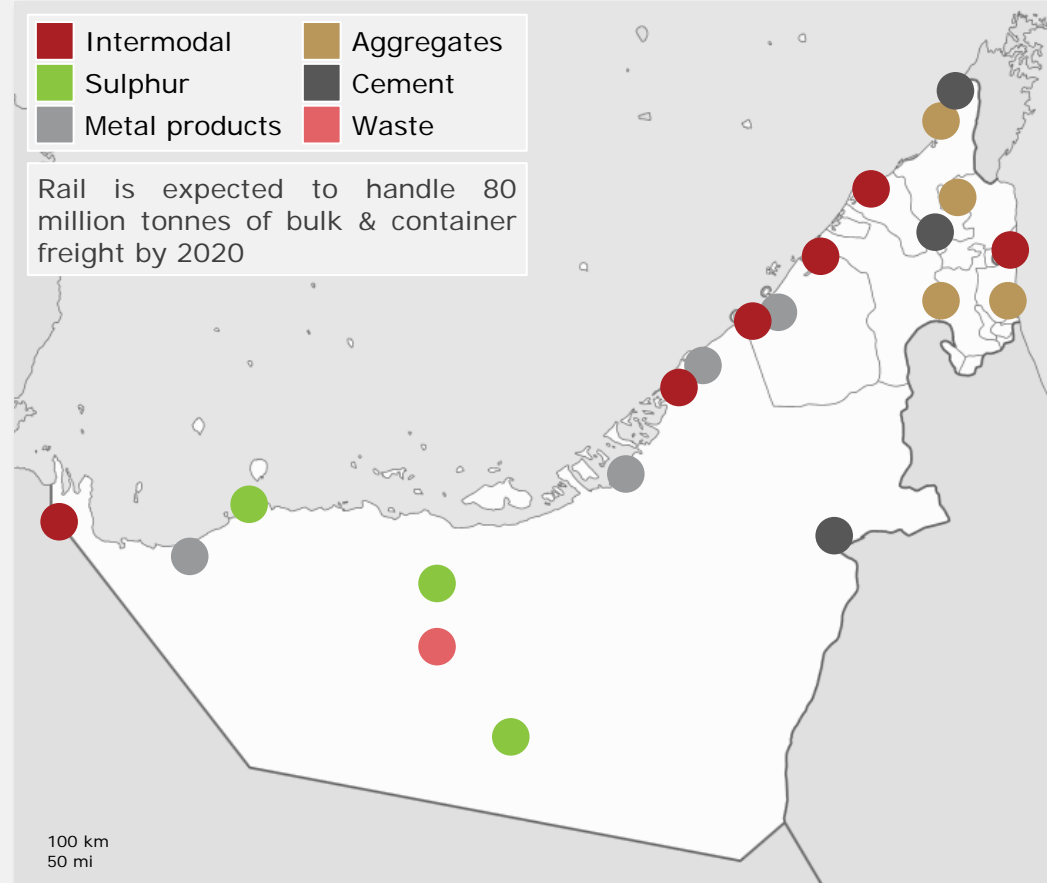 Intermodal
Aggregates
Sulphur
Cement
Metal products
Waste
Rail is expected to handle 80
million tonnes of bulk & container
freight by 2020
100 km
50 mi